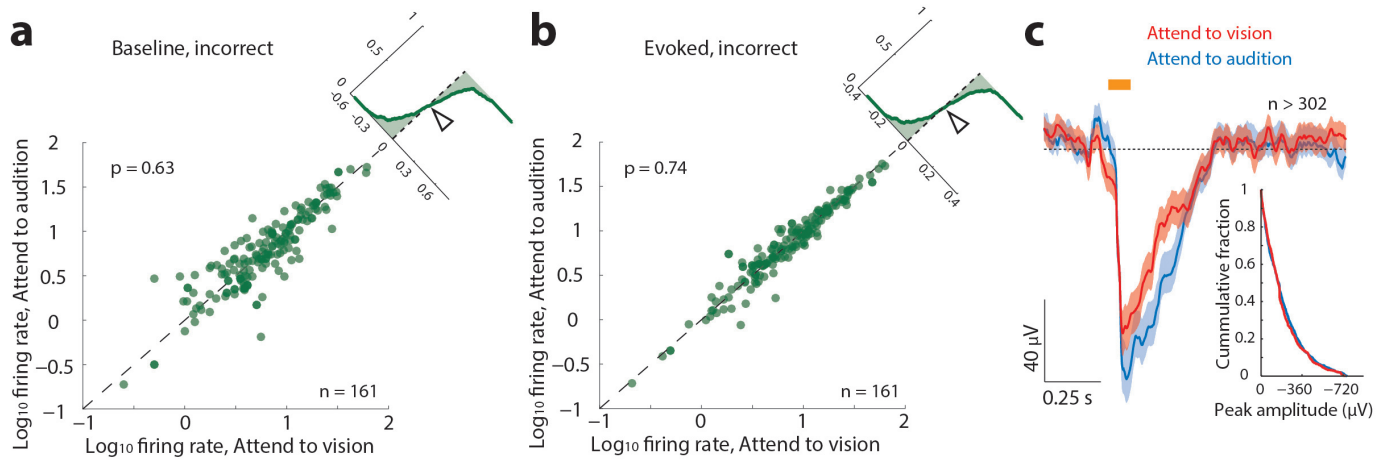 a
Baseline, incorrect
1
0.5
0
-0.6
-0.3
0
0.3
0.6
p = 0.63
n = 161
2
1.5
1
0.5
0
−0.5
−1
Log₁₀ firing rate, Attend to audition
−1
0
1
2
Log₁₀ firing rate, Attend to vision
b
Evoked, incorrect
1
0.5
0
-0.4
-0.2
0
0.2
0.4
p = 0.74
n = 161
2
1.5
1
0.5
0
−0.5
−1
Log₁₀ firing rate, Attend to audition
−1
0
1
2
Log₁₀ firing rate, Attend to vision
c
Attend to vision
Attend to audition
n > 302
40 μV
0.25 s
1
0.8
0.6
0.4
0.2
0
Cummulative fraction
0
−360
−720
Peak amplitude (μV)